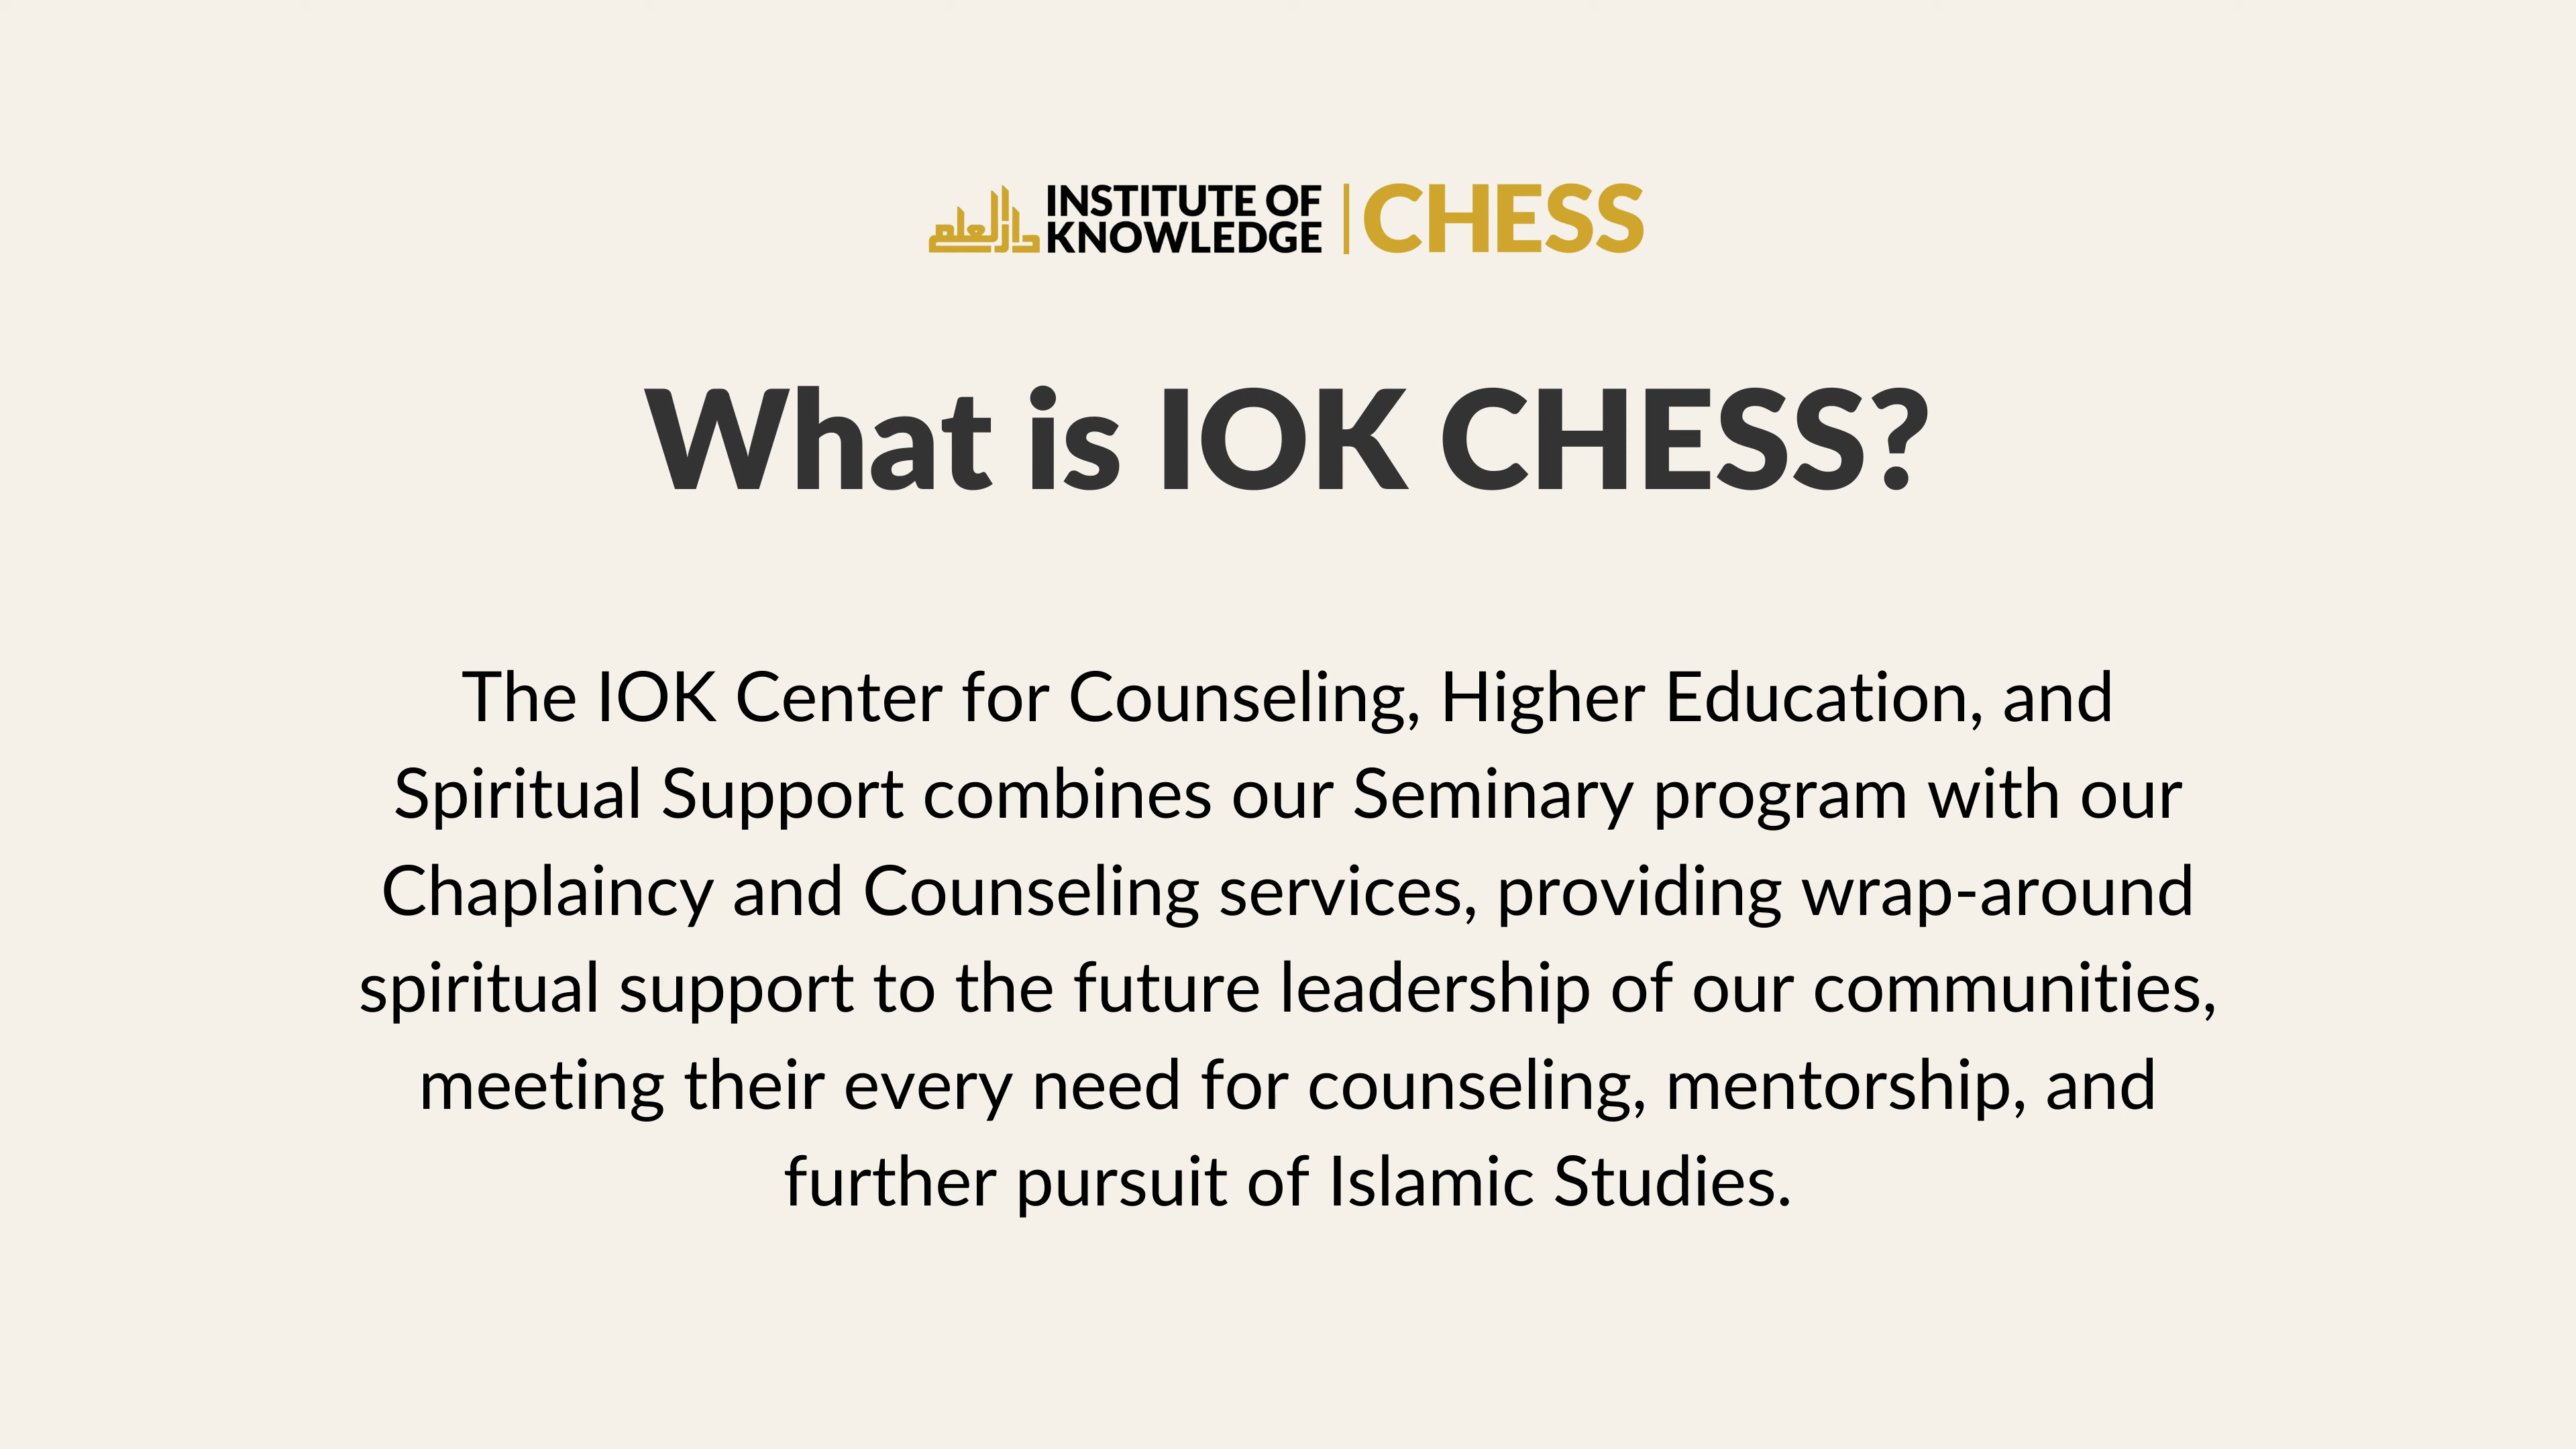 دار العلم
INSTITUTE OF
KNOWLEDGE
CHESS
What is IOK CHESS?
The IOK Center for Counseling, Higher Education, and
Spiritual Support combines our Seminary program with our
Chaplaincy and Counseling services, providing wrap-around
spiritual support to the future leadership of our communities,
meeting their every need for counseling, mentorship, and
further pursuit of Islamic Studies.